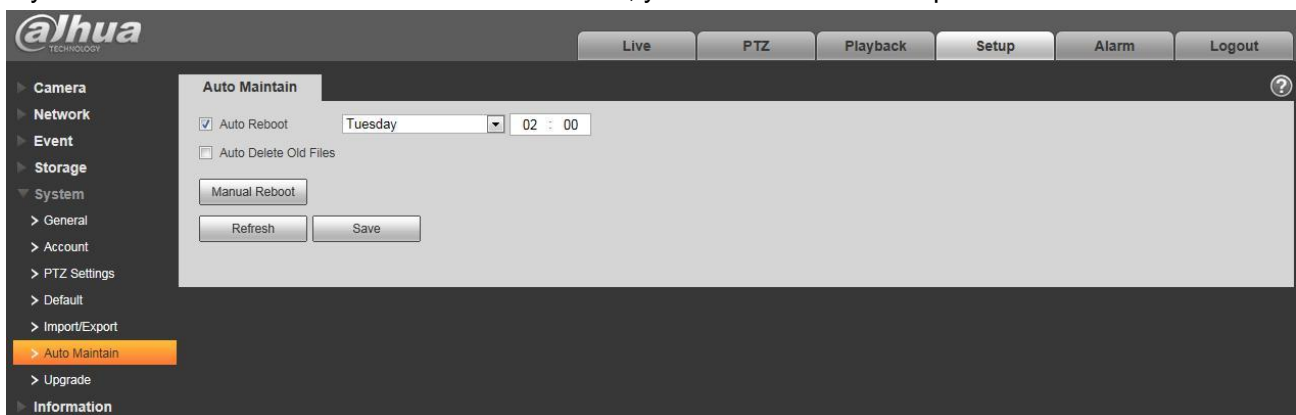 alhua
TECHNOLOGY
Live PTZ Playback Setup Alarm Logout
Camera
Auto Maintain
?
Network
Auto Reboot Tuesday 02 : 00
Event
Auto Delete Old Files
Storage
System
Manual Reboot
> General
Refresh Save
> Account
> PTZ Settings
> Default
> Import/Export
> Auto Maintain
> Upgrade
Information